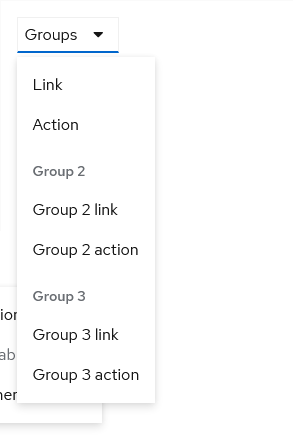 Groups
Link
Action
Group 2
Group 2 link
Group 2 action
Group 3
Group 3 link
Group 3 action